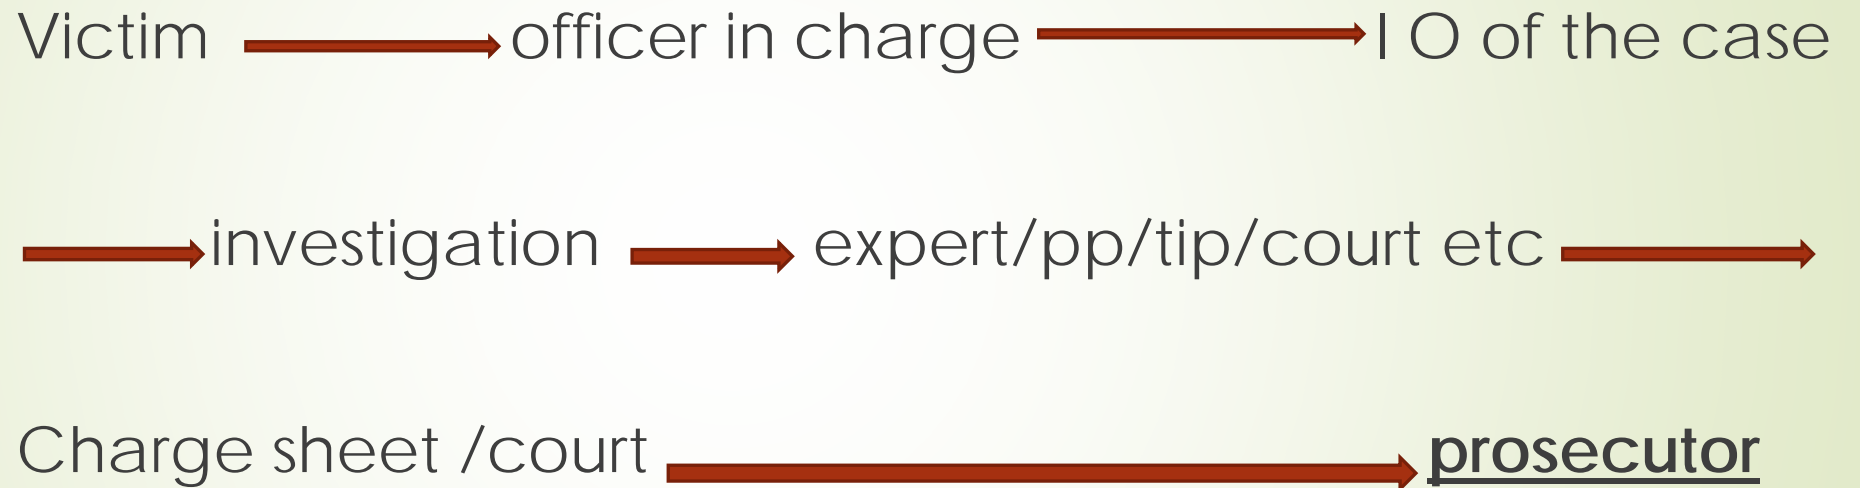 Victim officer in charge I O of the case
investigation expert/pp/tip/court etc
Charge sheet /court prosecutor